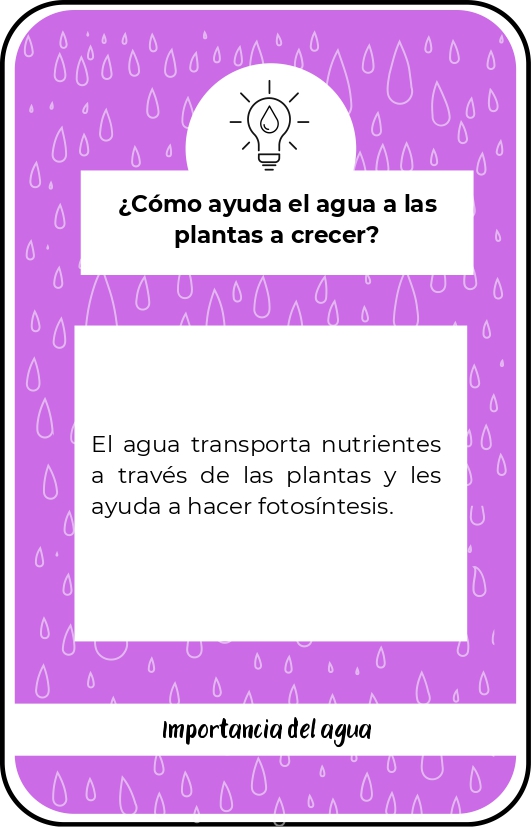 ¿Cómo ayuda el agua a las
plantas a crecer?
El agua transporta nutrientes
a través de las plantas y les
ayuda a hacer fotosíntesis.
Importancia del agua